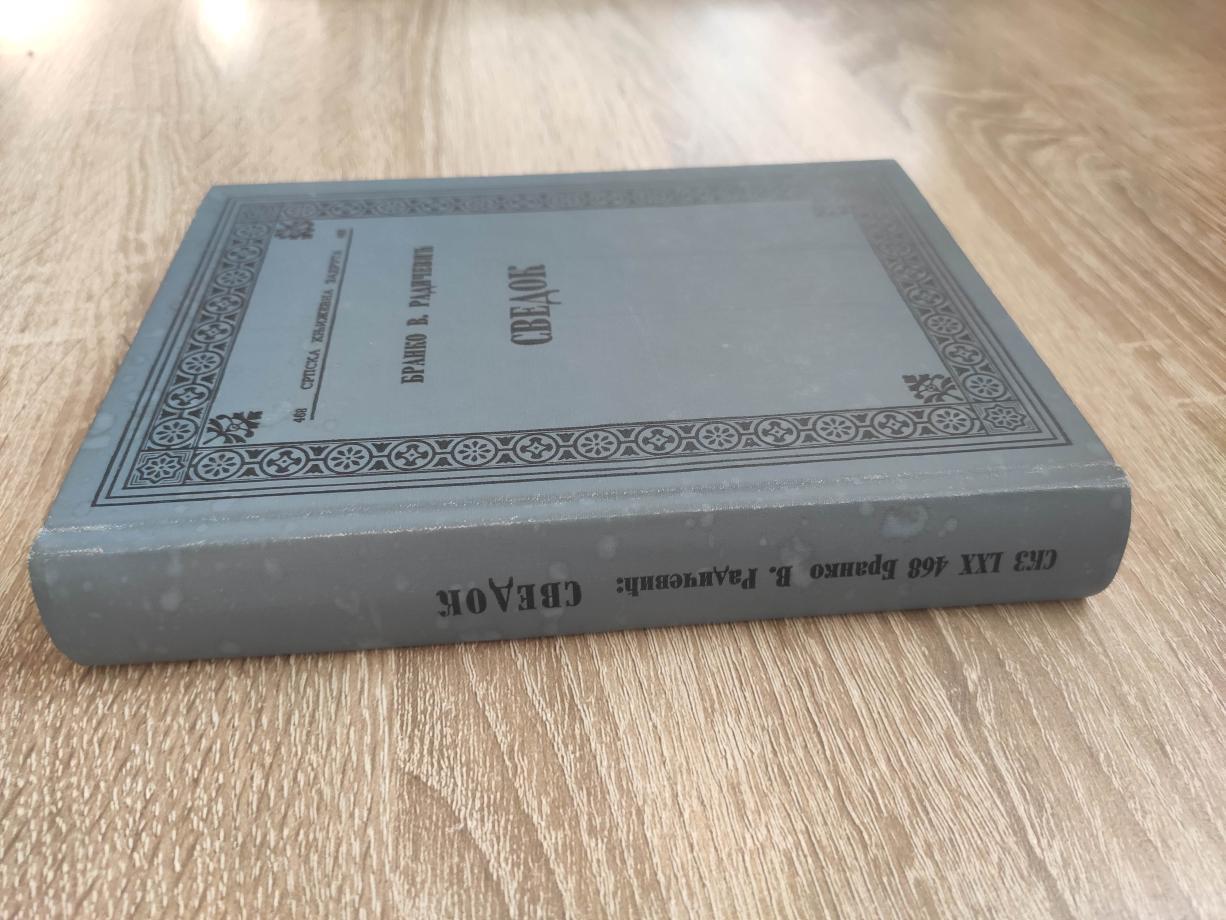 468 СРПСКА КЊИЖЕВНА ЗАДРУГА 468
БРАНКО В. РАДИЧЕВИЋ
СВЕДОК
СКЗ LXX 468 Бранко В. Радичевић: СВЕДОК